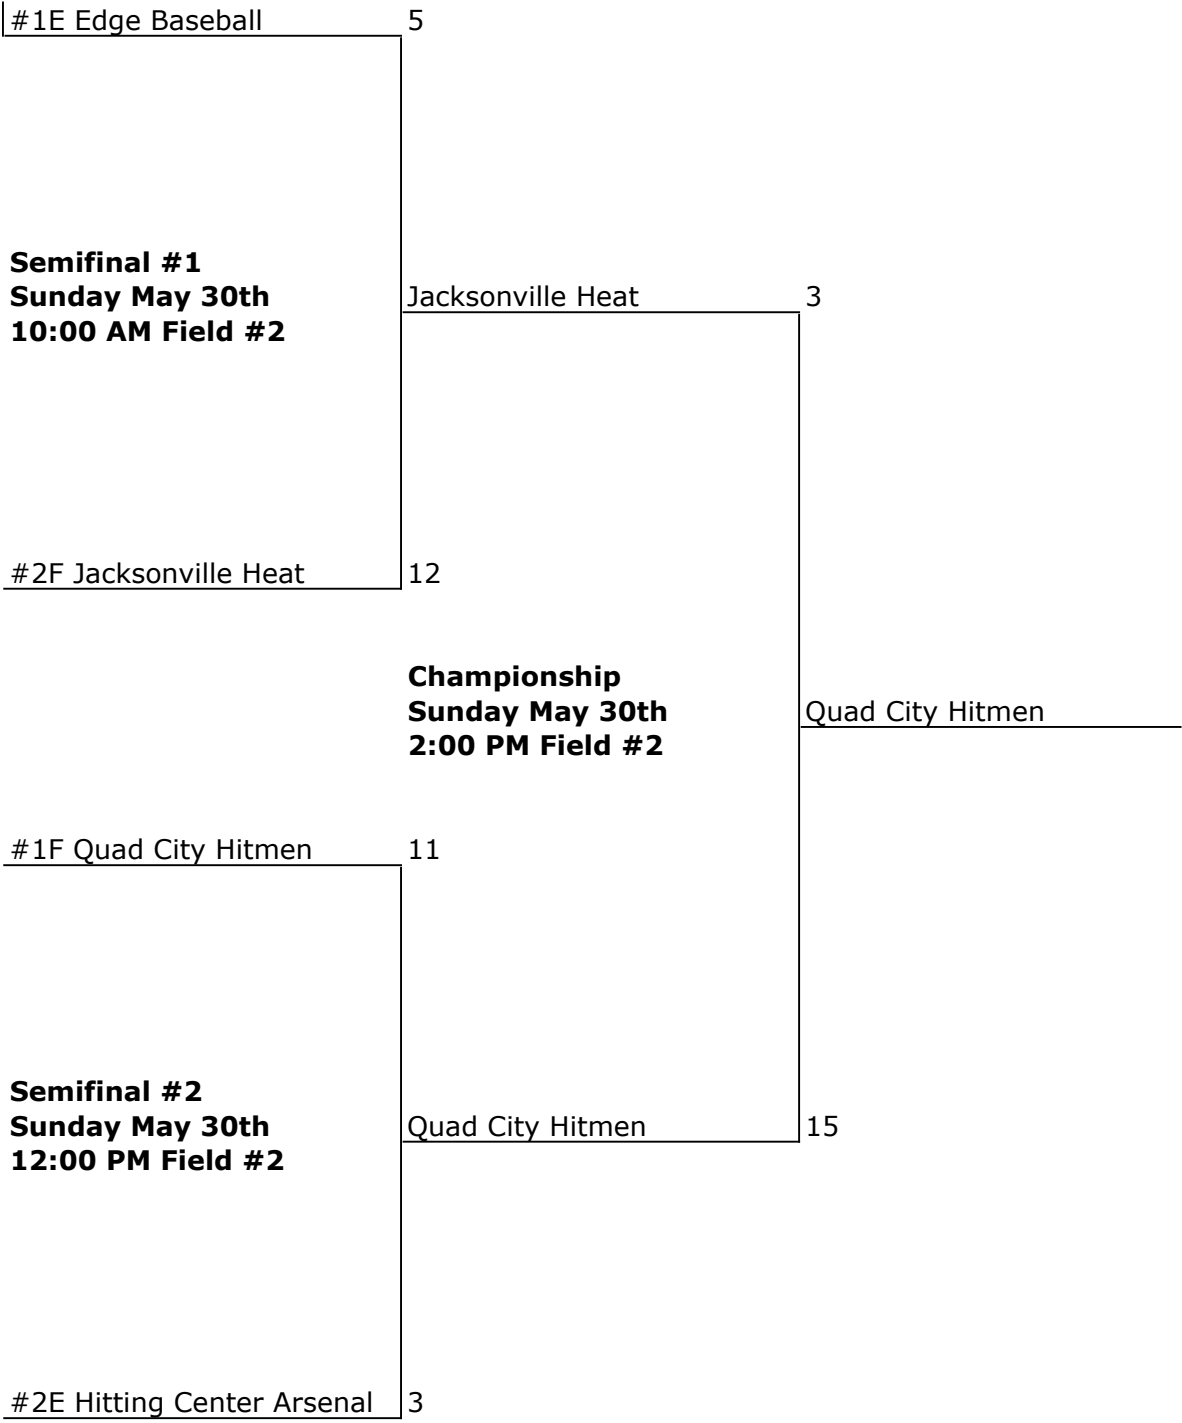 #1E Edge Baseball 5
Semifinal #1
Sunday May 30th
10:00 AM Field #2
Jacksonville Heat 3
#2F Jacksonville Heat 12
Championship
Sunday May 30th
2:00 PM Field #2
Quad City Hitmen
#1F Quad City Hitmen 11
Semifinal #2
Sunday May 30th
12:00 PM Field #2
Quad City Hitmen 15
#2E Hitting Center Arsenal 3